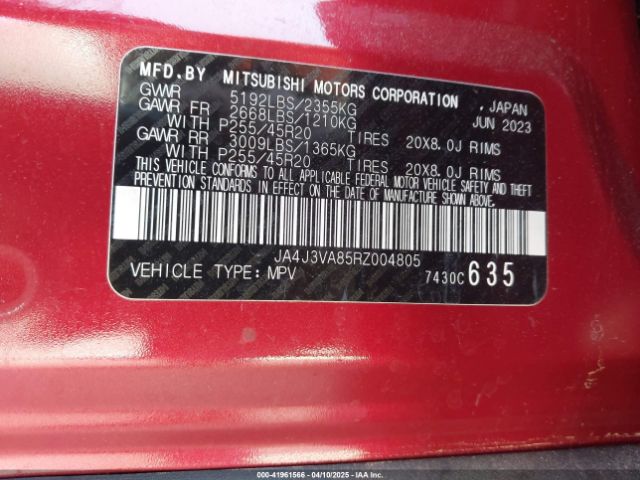 MFD.BY MITSUBISHI MOTORS CORPORATION , JAPAN
GVWR 5192LBS/2355KG JUN 2023
GAWR FR 2668LBS/1210KG
WITH P255/45R20 TIRES 20X8.0J RIMS
GAWR RR 3009LBS/1365KG
WITH P255/45R20 TIRES 20X8.0J RIMS
THIS VEHICLE CONFORMS TO ALL APPLICABLE FEDERAL MOTOR VEHICLE SAFETY AND THEFT
PREVENTION STANDARDS IN EFFECT ON THE DATE OF MANUFACTURE SHOWN ABOVE.
JA4J3VA85RZ004805
VEHICLE TYPE:MPV 7430C 635
000-41961566 - 04/10/2025 - IAAI.COM